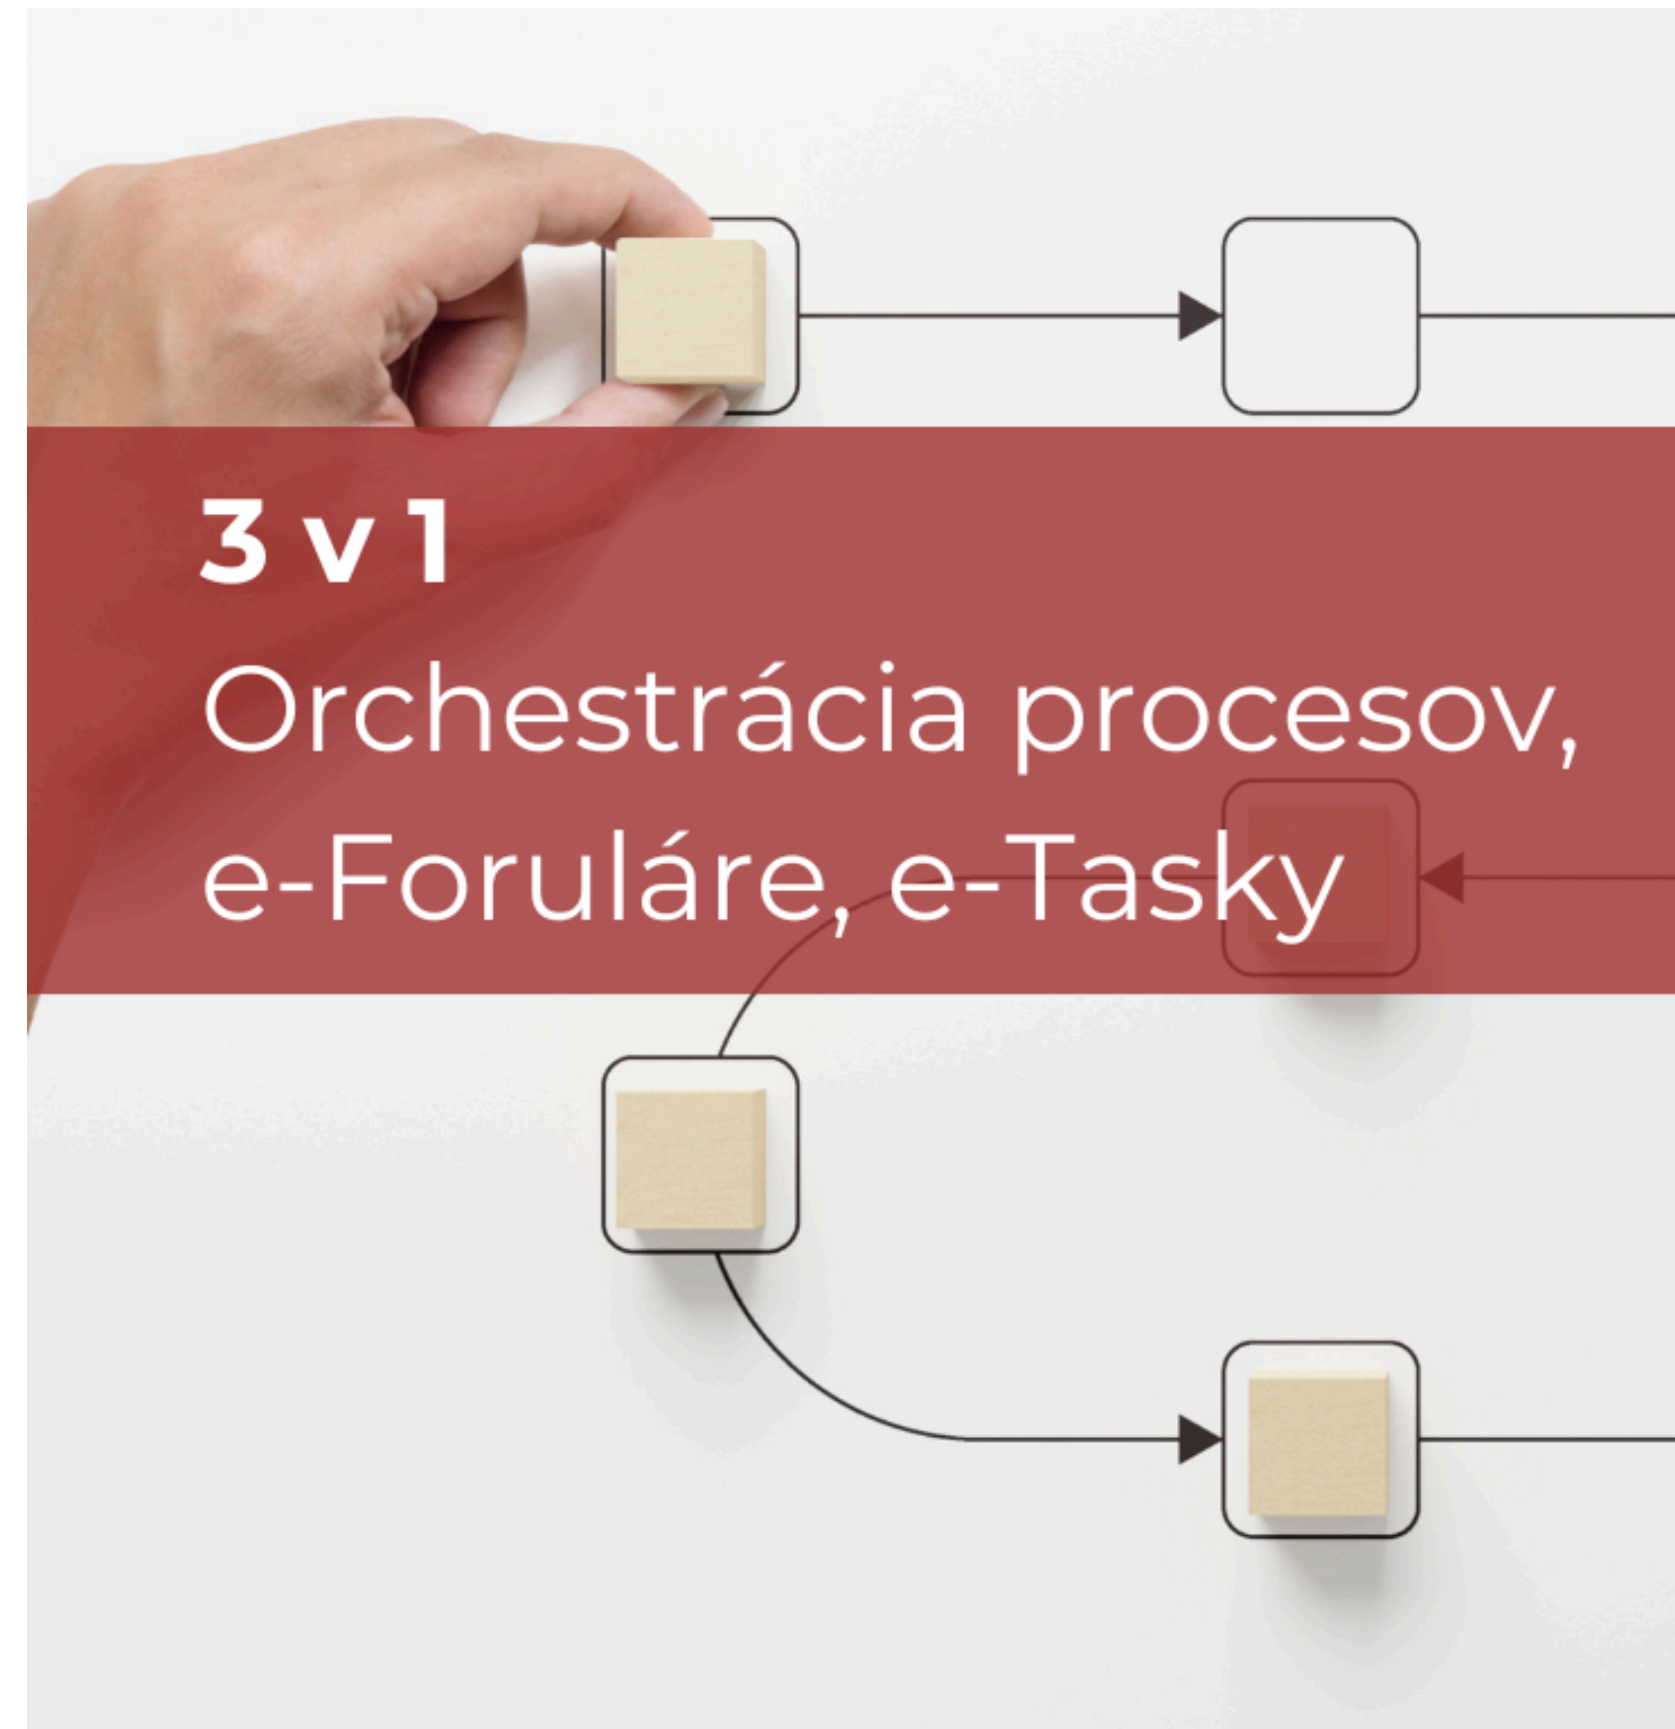 3 v 1
Orchestrácia procesov,
e-Foruláre, e-Tasky